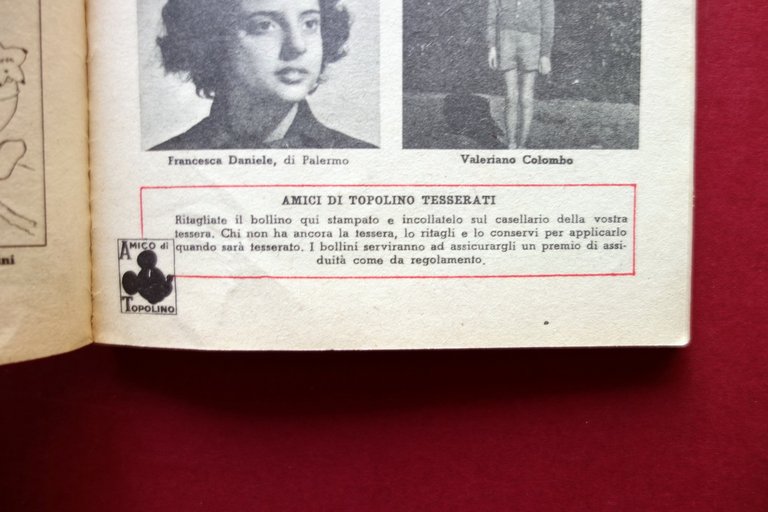 Francesca Daniele, di Palermo
Valeriano Colombo
AMICI DI TOPOLINO TESSERATI
Ritagliate il bollino qui stampato e incollatelo sul casellario della vostra
tessera. Chi non ha ancora la tessera, lo ritagli e lo conservi per applicarlo
quando sarà tesserato. I bollini serviranno ad assicurargli un premio di assi-
duità come da regolamento.
AMICO di
TOPOLINO